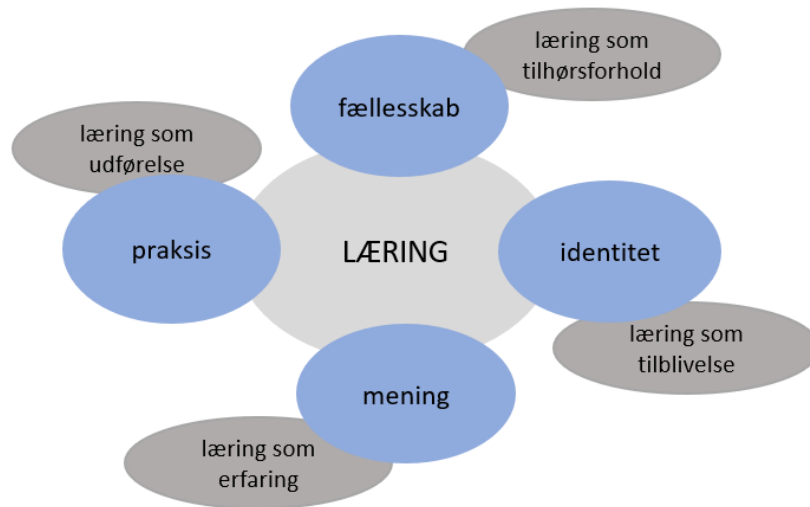 læring som
tilhørsforhold
fællesskab
læring som
udførelse
praksis
LÆRING
identitet
læring som
tilblivelse
mening
læring som
erfaring